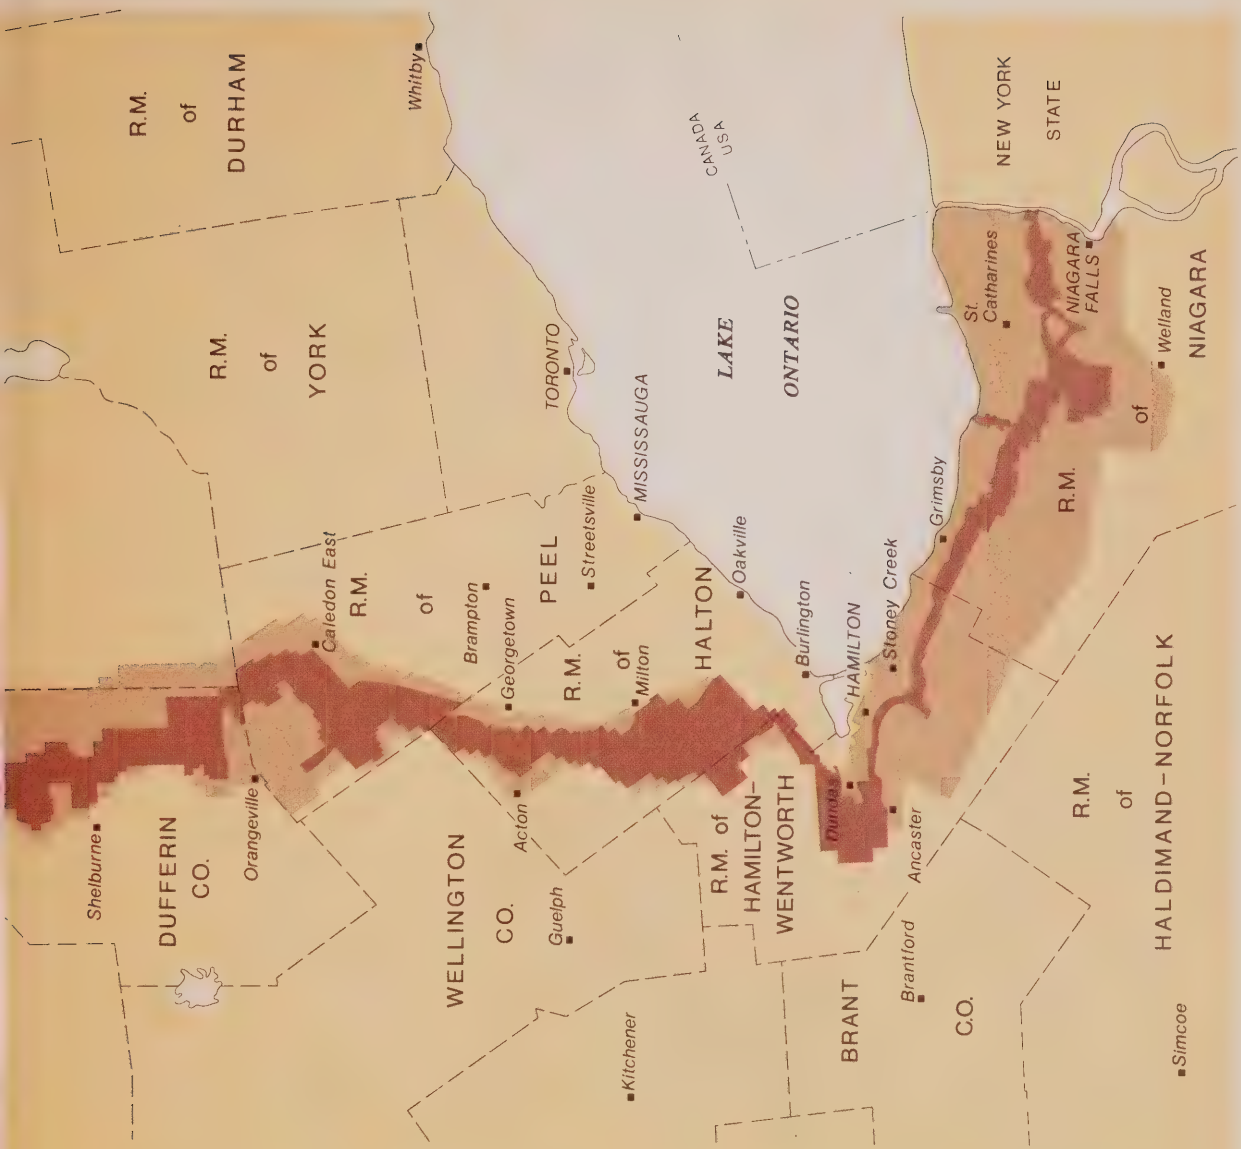 R.M.
of
DURHAM
Whitby
R.M.
of
YORK
TORONTO
CANADA
USA
NEW YORK
STATE
LAKE
ONTARIO
MISSISSAUGA
St.
Catharines
NIAGARA
FALLS
Welland
R.M.
of
NIAGARA
Caledon East
R.M.
of
PEEL
Brampton
Streetsville
Georgetown
R.M.
of
HALTON
Milton
Oakville
Burlington
HAMILTON
Stoney Creek
Grimsby
Shelburne
DUFFERIN
CO.
Orangeville
Acton
WELLINGTON
CO.
Guelph
R.M. of
HAMILTON-
WENTWORTH
Dundas
Ancaster
R.M.
of
HALDIMAND-NORFOLK
Kitchener
BRANT
CO.
Brantford
Simcoe